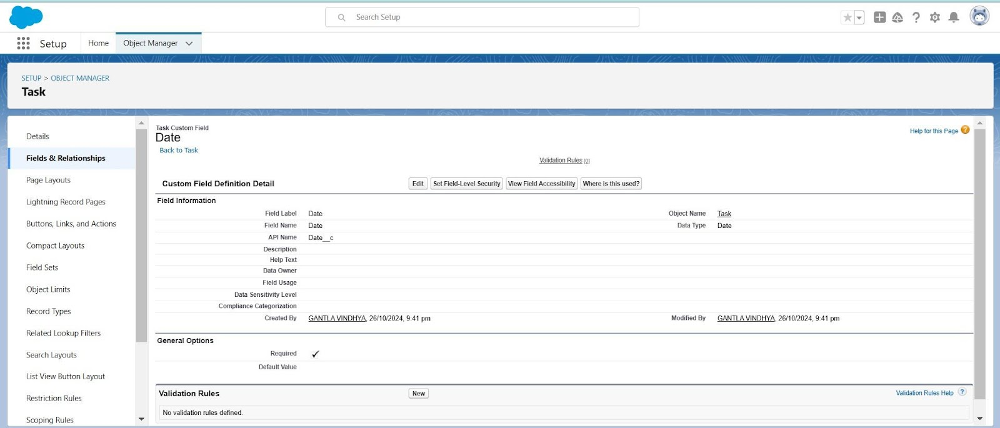 Search Setup
Setup
Home
Object Manager
SETUP > OBJECT MANAGER
Task
Details
Fields & Relationships
Page Layouts
Lightning Record Pages
Buttons, Links, and Actions
Compact Layouts
Field Sets
Object Limits
Record Types
Related Lookup Filters
Search Layouts
List View Button Layout
Restriction Rules
Scoping Rules
Task Custom Field
Date
Back to Task
Help for this Page ?
Validation Rules [0]
Custom Field Definition Detail Edit Set Field-Level Security View Field Accessibility Where is this used?
Field Information
Field Label Date Object Name Task
Field Name Date Data Type Date
API Name Date__c
Description
Help Text
Data Owner
Field Usage
Data Sensitivity Level
Compliance Categorization
Created By GANTLA VINDHYA, 26/10/2024, 9:41 pm Modified By GANTLA VINDHYA, 26/10/2024, 9:41 pm
General Options
Required ✓
Default Value
Validation Rules New Validation Rules Help ?
No validation rules defined.